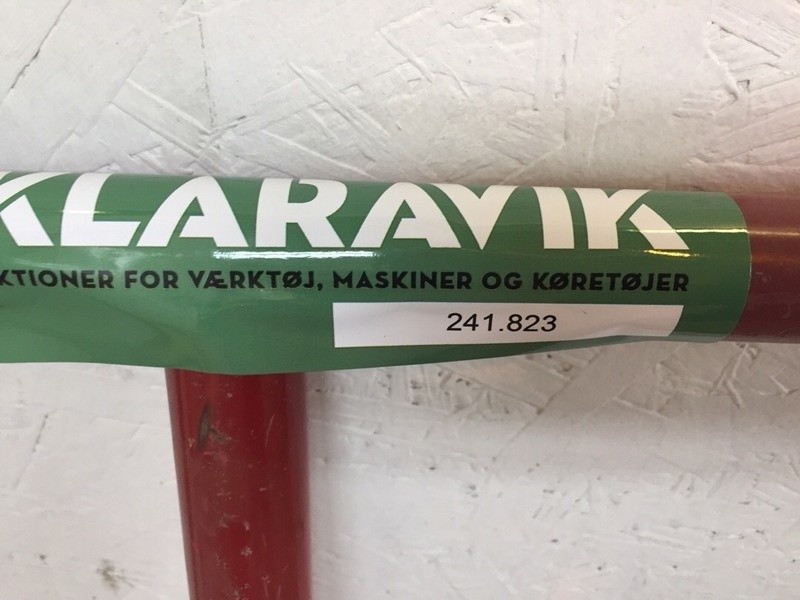 KLARAVIK
KTIONER FOR VÆRKTØJ, MASKINER OG KØRETØJER
241.823